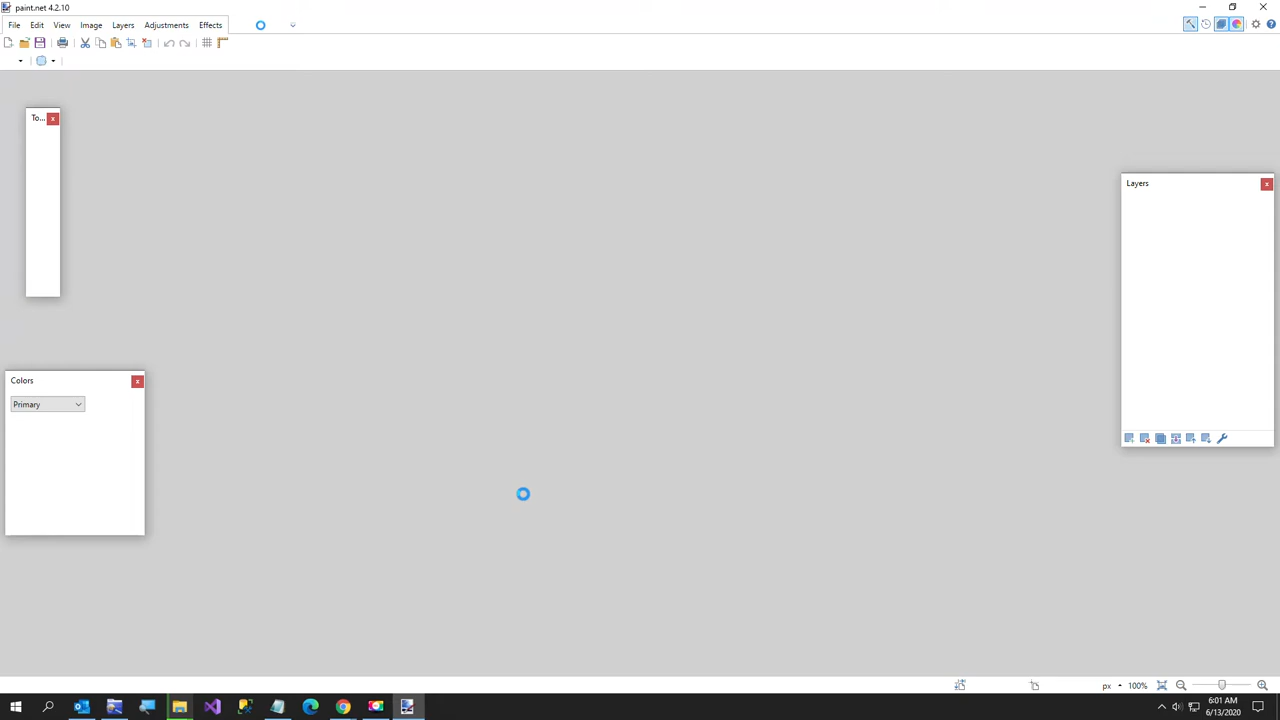 paint.net 4.2.10
File Edit View Image Layers Adjustments Effects
To...
Layers
Colors
Primary
px 100%
6:01 AM
6/13/2020